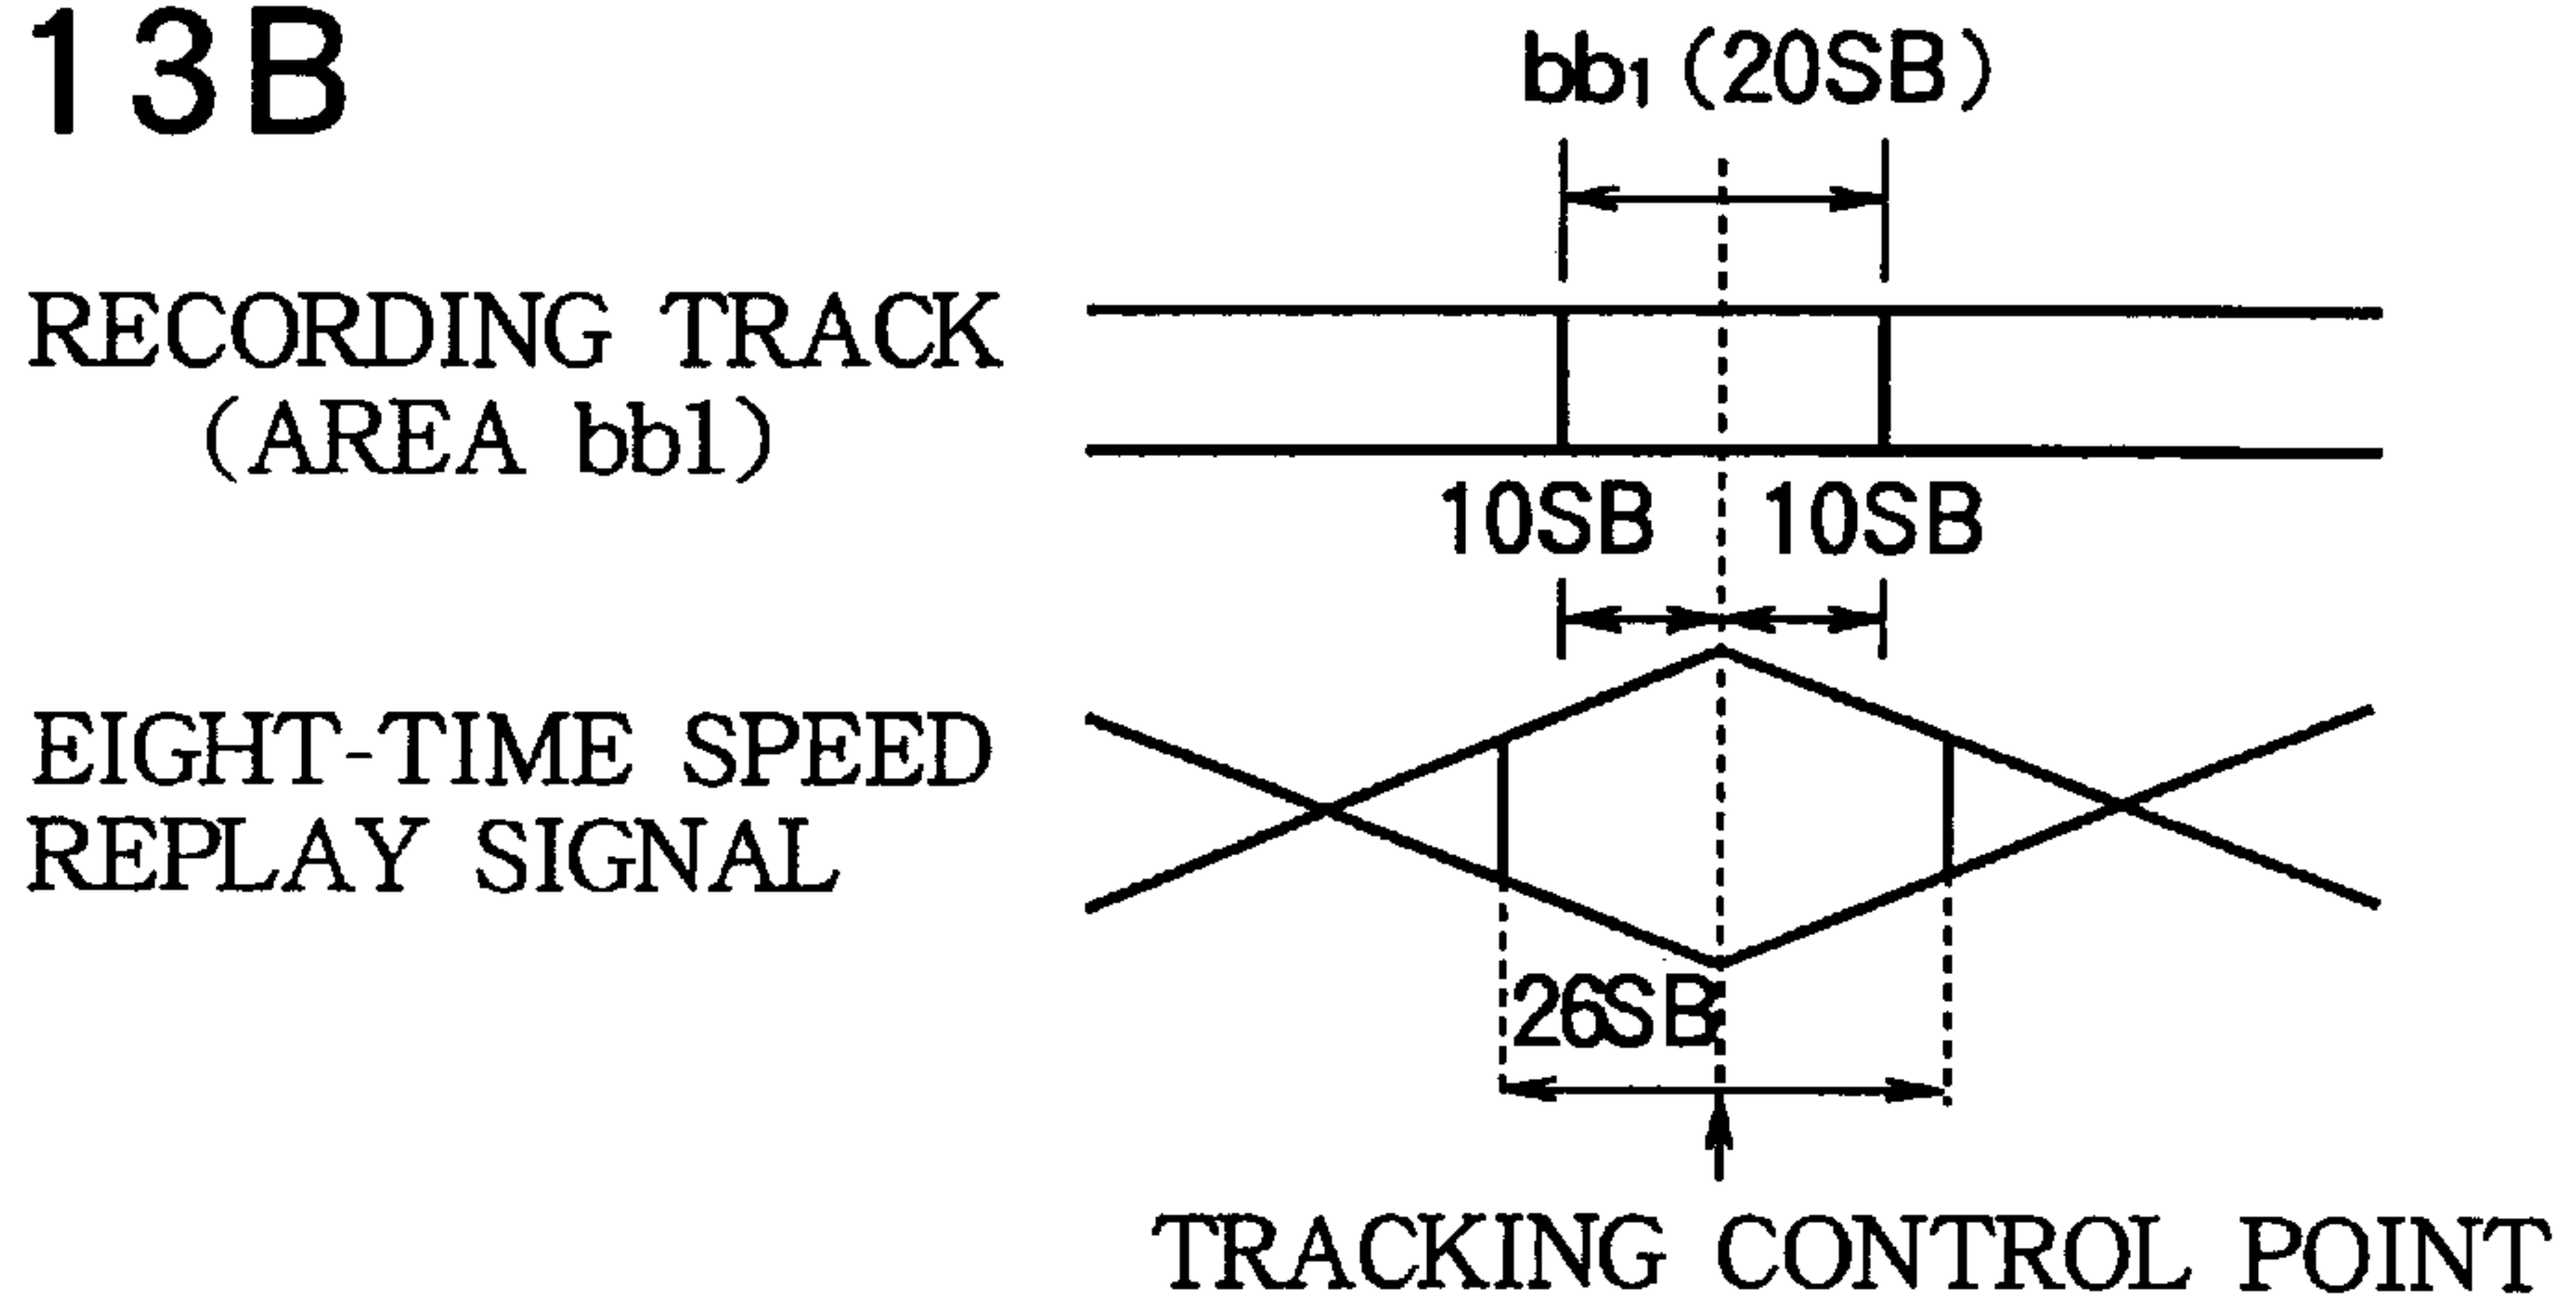 13B
bb₁ (20SB)
RECORDING TRACK
(AREA bb1)
10SB 10SB
EIGHT-TIME SPEED
REPLAY SIGNAL
26SB
TRACKING CONTROL POINT